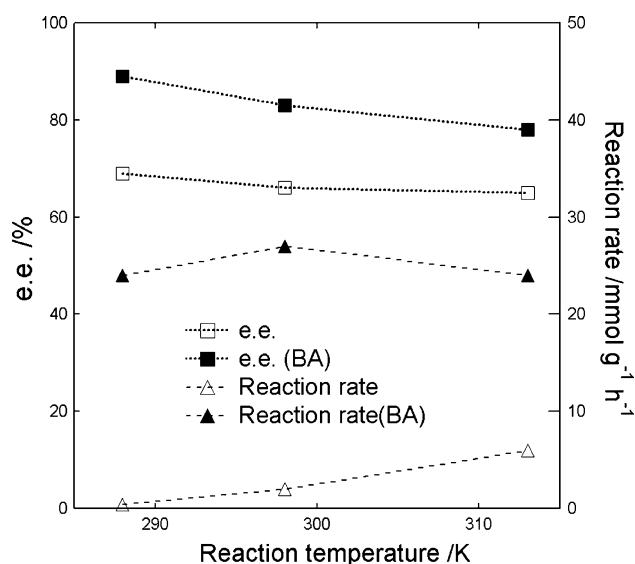 100
80
60
40
20
0
e.e. /%
50
40
30
20
10
0
Reaction rate /mmol g⁻¹ h⁻¹
e.e.
e.e. (BA)
Reaction rate
Reaction rate(BA)
290
300
310
Reaction temperature /K